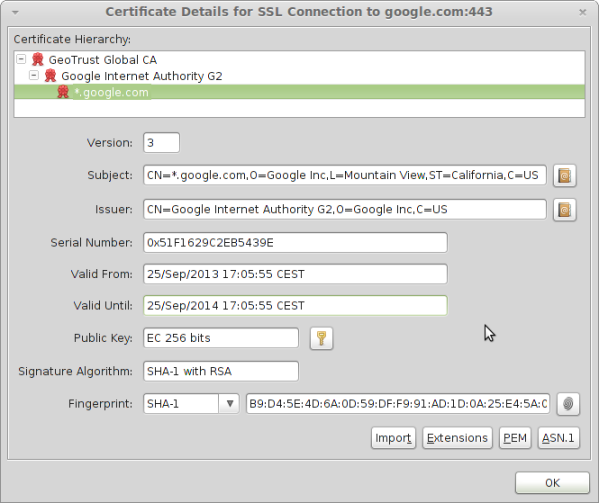 Certificate Details for SSL Connection to google.com:443
Certificate Hierarchy:
GeoTrust Global CA
Google Internet Authority G2
*.google.com
Version: 3
Subject: CN=*.google.com,O=Google Inc,L=Mountain View,ST=California,C=US
Issuer: CN=Google Internet Authority G2,O=Google Inc,C=US
Serial Number: 0x51F1629C2EB5439E
Valid From: 25/Sep/2013 17:05:55 CEST
Valid Until: 25/Sep/2014 17:05:55 CEST
Public Key: EC 256 bits
Signature Algorithm: SHA-1 with RSA
Fingerprint: SHA-1 B9:D4:5E:4D:6A:0D:59:DF:F9:91:AD:1D:0A:25:E4:5A:
Import Extensions PEM ASN.1
OK